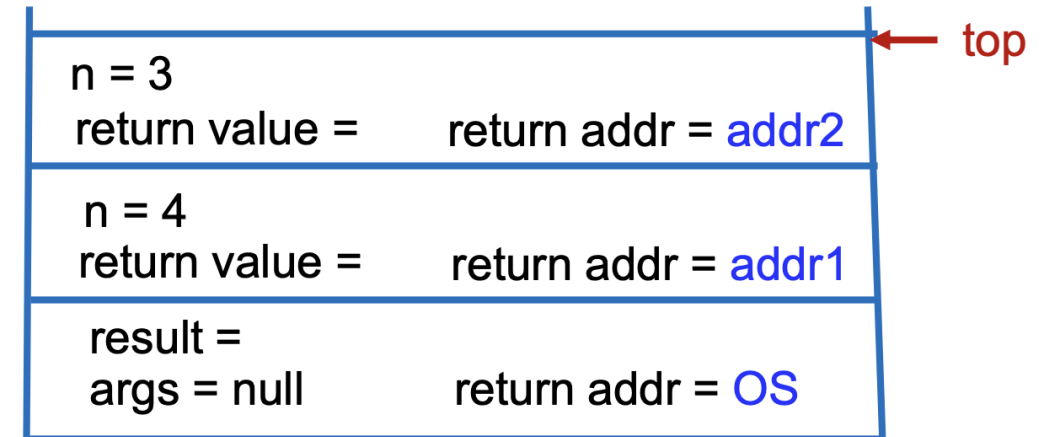 top
n = 3
return value = return addr = addr2
n = 4
return value = return addr = addr1
result =
args = null return addr = OS